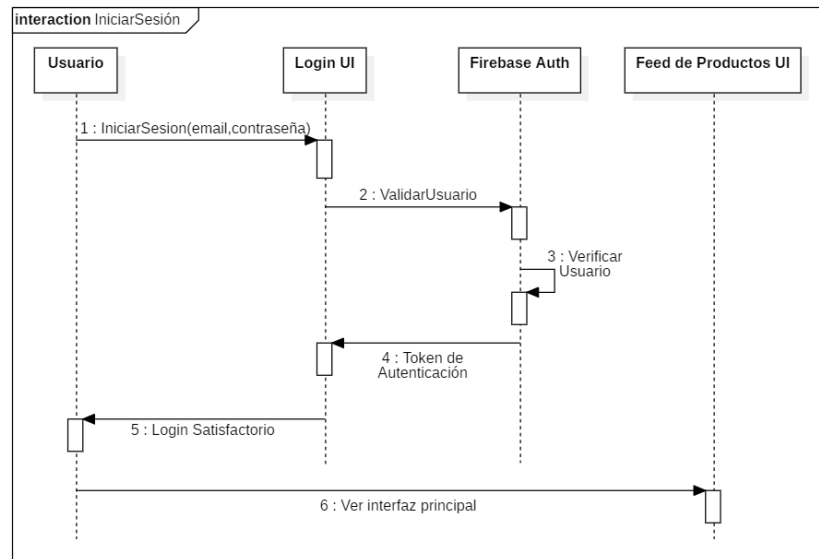 interaction IniciarSesión
Usuario
Login UI
Firebase Auth
Feed de Productos UI
1 : IniciarSesion(email,contraseña)
2 : ValidarUsuario
3 : Verificar
Usuario
4 : Token de
Autenticación
5 : Login Satisfactorio
6 : Ver interfaz principal